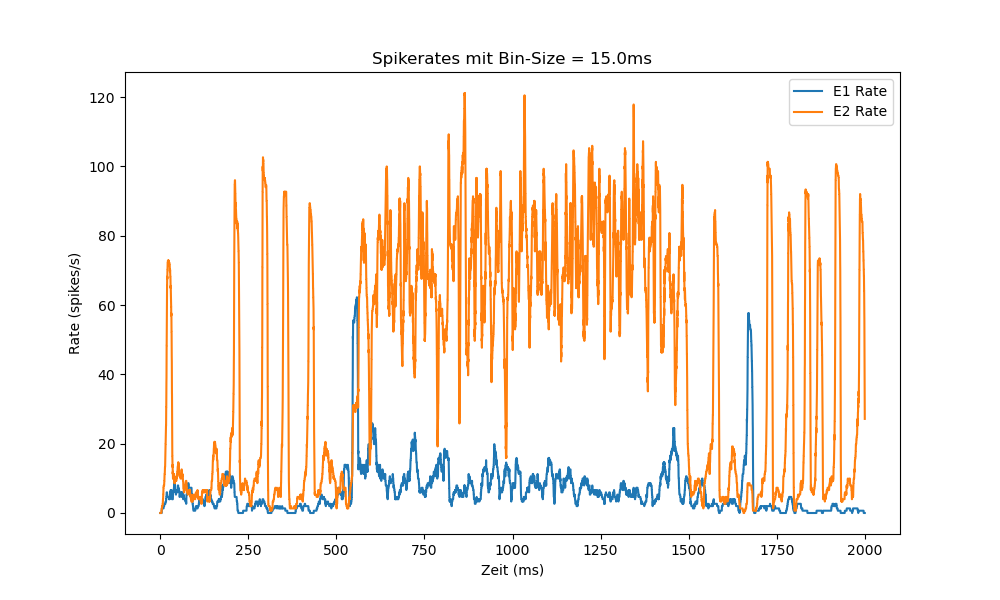 Spikerates mit Bin-Size = 15.0ms
E1 Rate
E2 Rate
Rate (spikes/s)
120
100
80
60
40
20
0
0 250 500 750 1000 1250 1500 1750 2000
Zeit (ms)